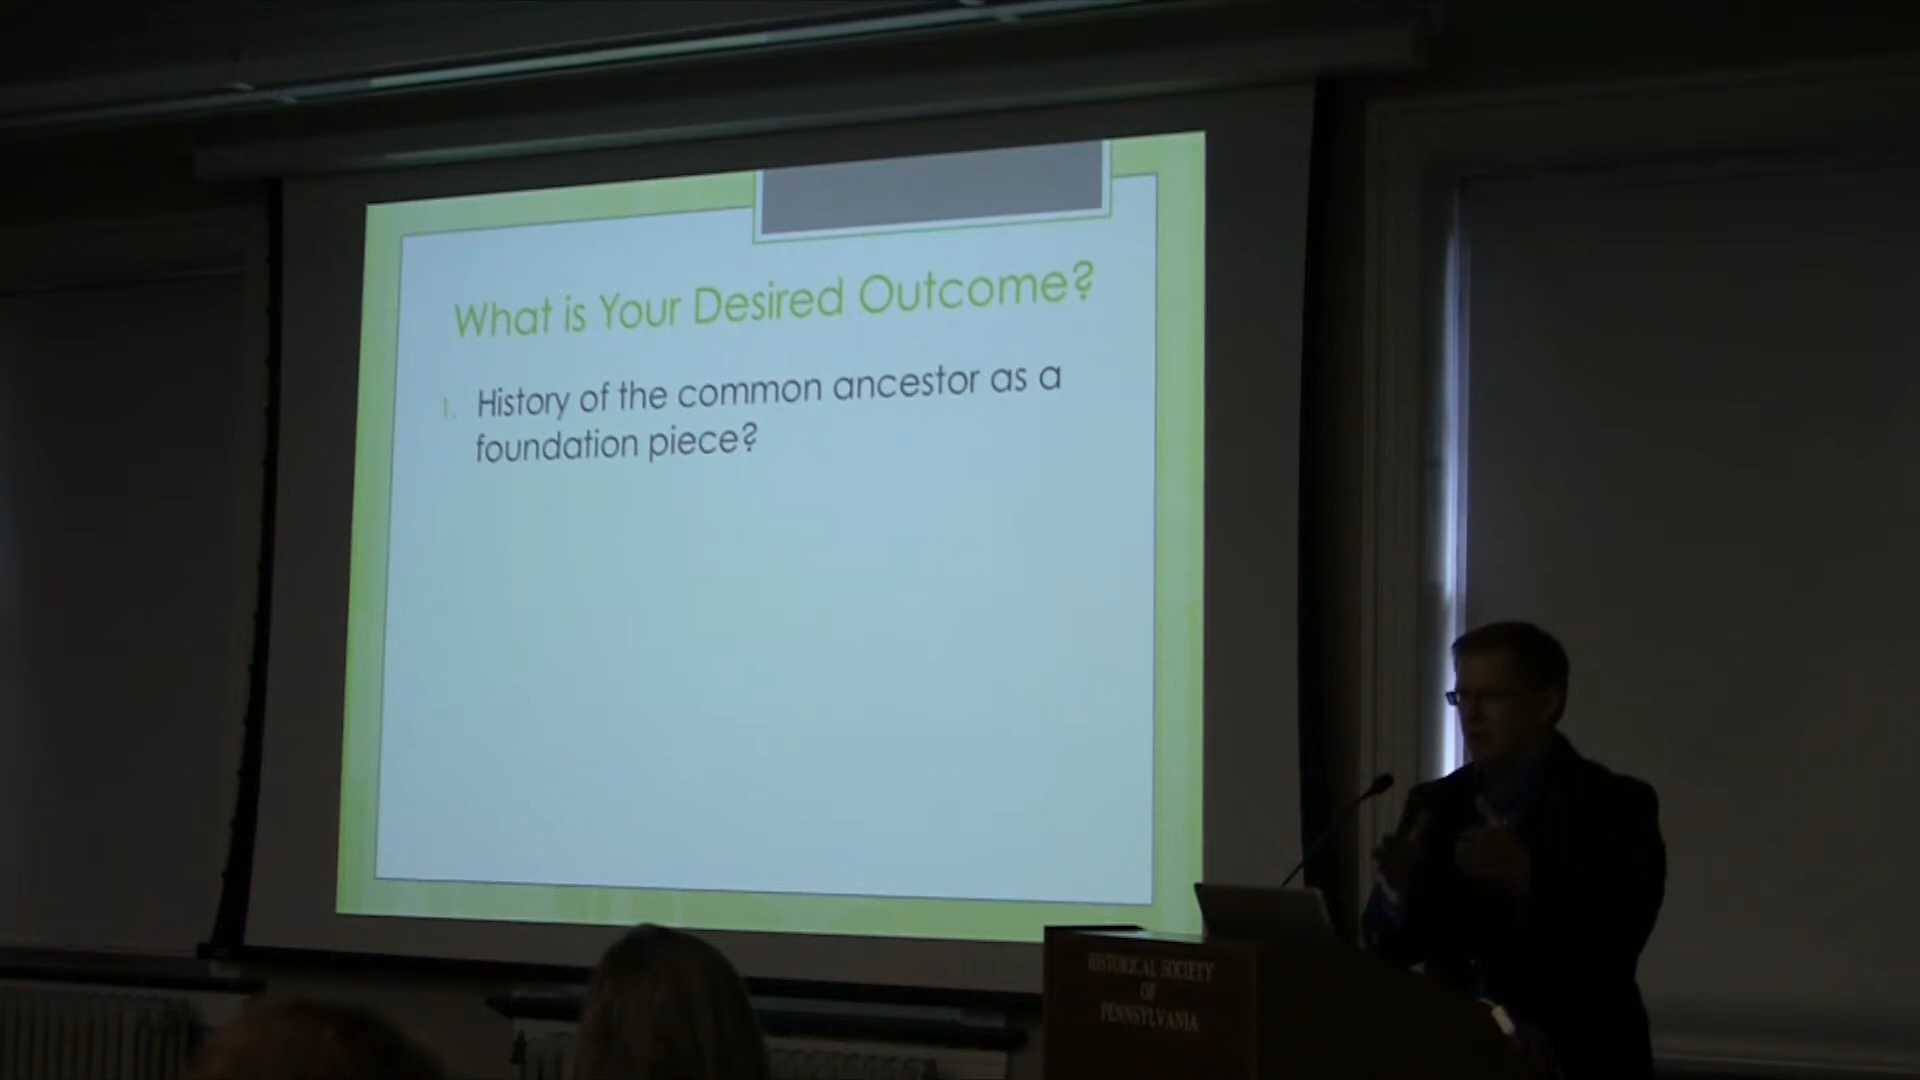 What is Your Desired Outcome?
1. History of the common ancestor as a
foundation piece?
HISTORICAL SOCIETY
OF
PENNSYLVANIA